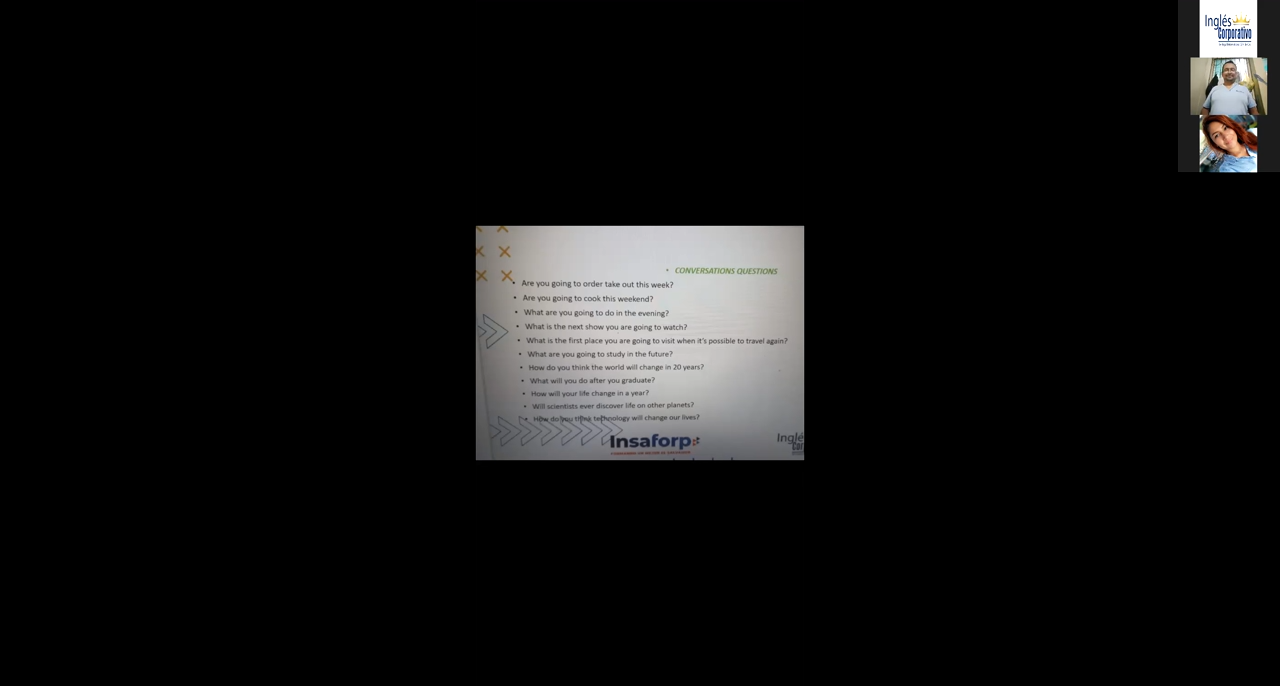 Inglés
Corporativo
• CONVERSATIONS QUESTIONS
• Are you going to order take out this week?
• Are you going to cook this weekend?
• What are you going to do in the evening?
• What is the next show you are going to watch?
• What is the first place you are going to visit when it's possible to travel again?
• What are you going to study in the future?
• How do you think the world will change in 20 years?
• What will you do after you graduate?
• How will your life change in a year?
• Will scientists ever discover life on other planets?
• How do you think technology will change our lives?
Insaforp
Inglé
Cor